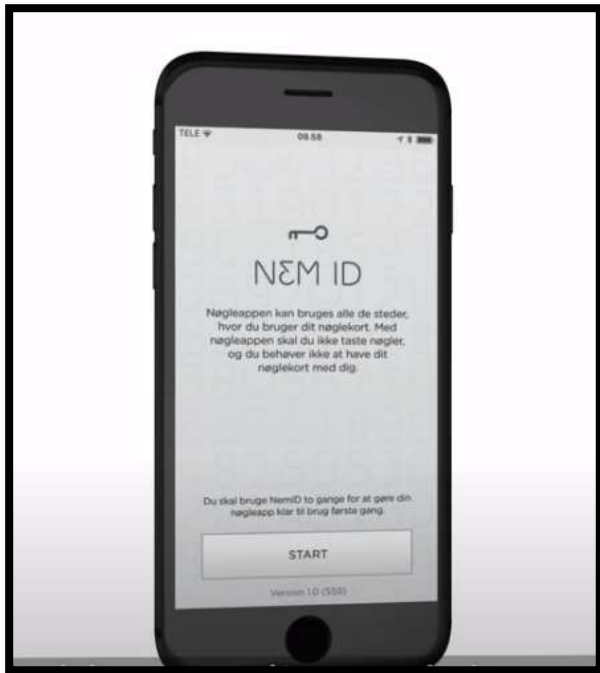 TELE
09.58
NEM ID
Nøgleappen kan bruges alle de steder,
hvor du bruger dit nøglekort. Med
nøgleappen skal du ikke taste nøgler,
og du behøver ikke at have dit
nøglekort med dig.
Du skal bruge NemID to gange for at gøre din
nøgleapp klar til brug første gang.
START
Version 1.0 (559)